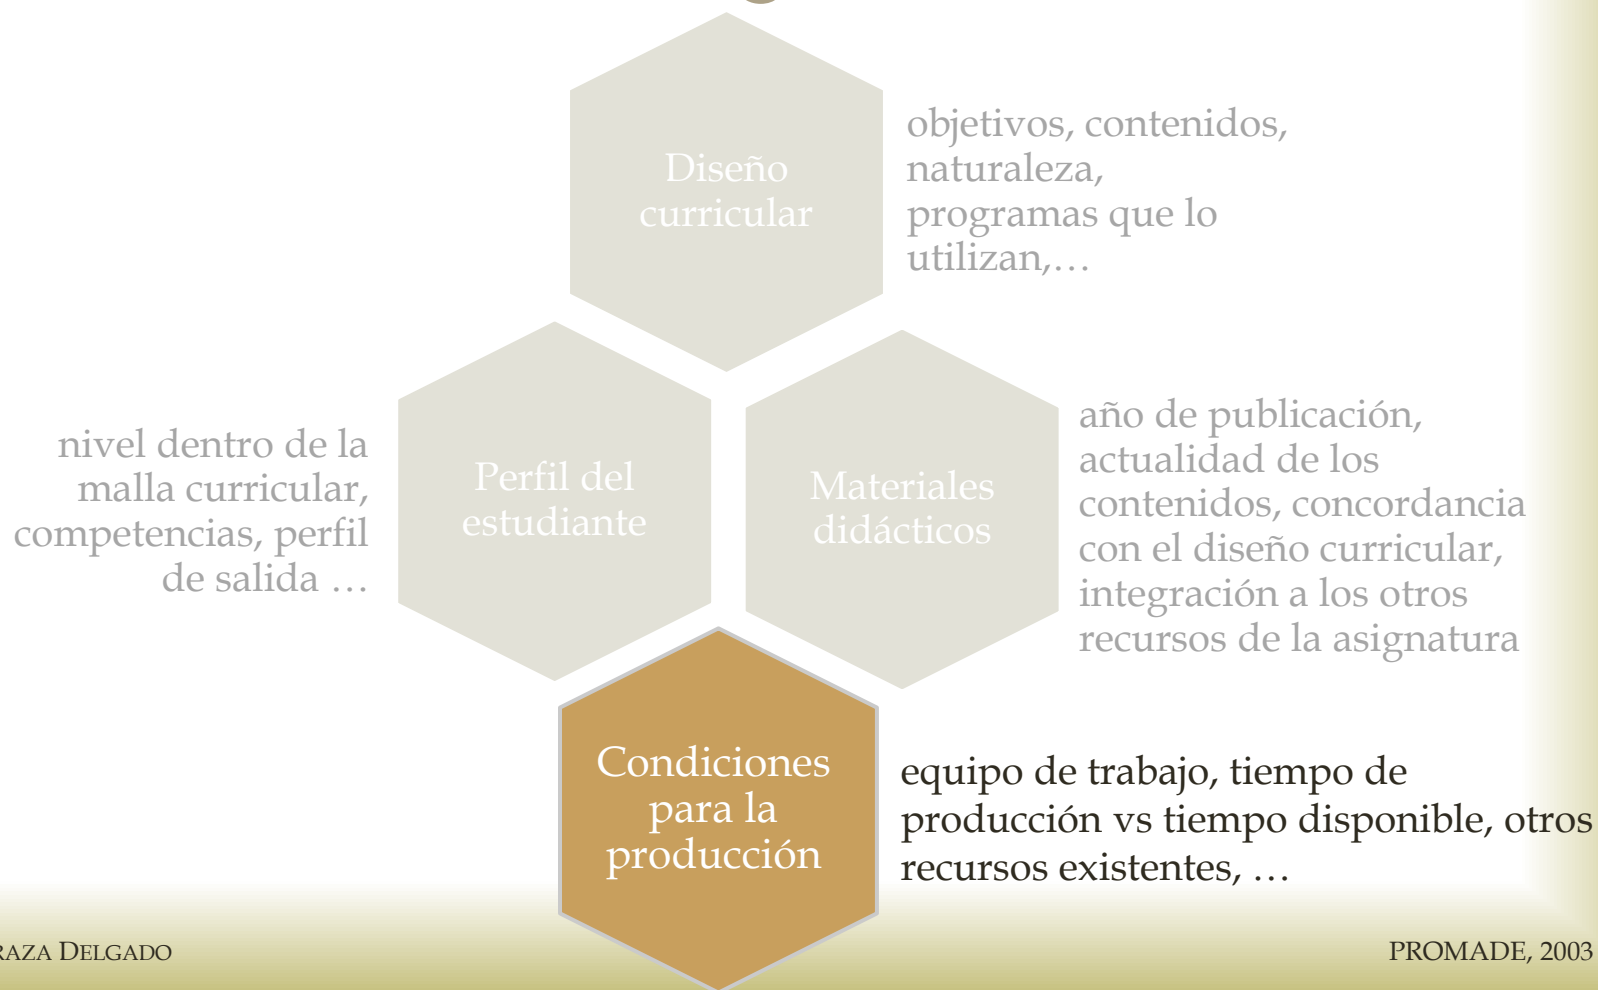 Diseño
curricular
objetivos, contenidos,
naturaleza,
programas que lo
utilizan,…
nivel dentro de la
malla curricular,
competencias, perfil
de salida …
Perfil del
estudiante
Materiales
didácticos
año de publicación,
actualidad de los
contenidos, concordancia
con el diseño curricular,
integración a los otros
recursos de la asignatura
Condiciones
para la
producción
equipo de trabajo, tiempo de
producción vs tiempo disponible, otros
recursos existentes, …
RAZA DELGADO
PROMADE, 2003